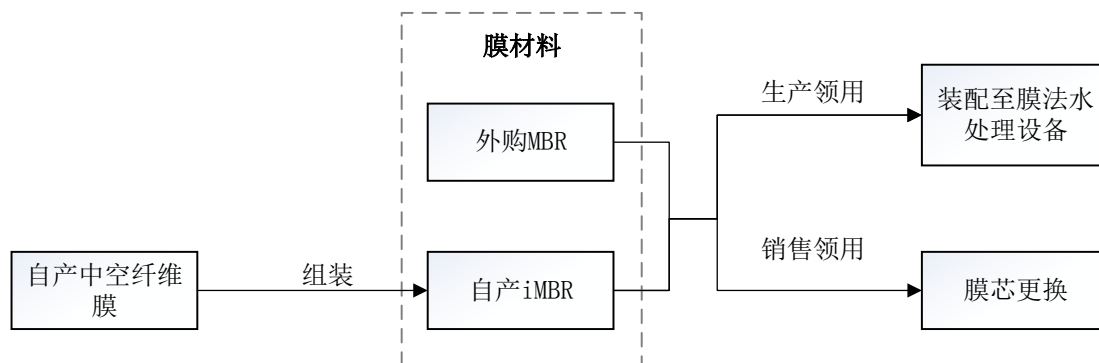 膜材料
外购MBR
生产领用
装配至膜法水
处理设备
自产中空纤维
膜
组装
自产iMBR
销售领用
膜芯更换